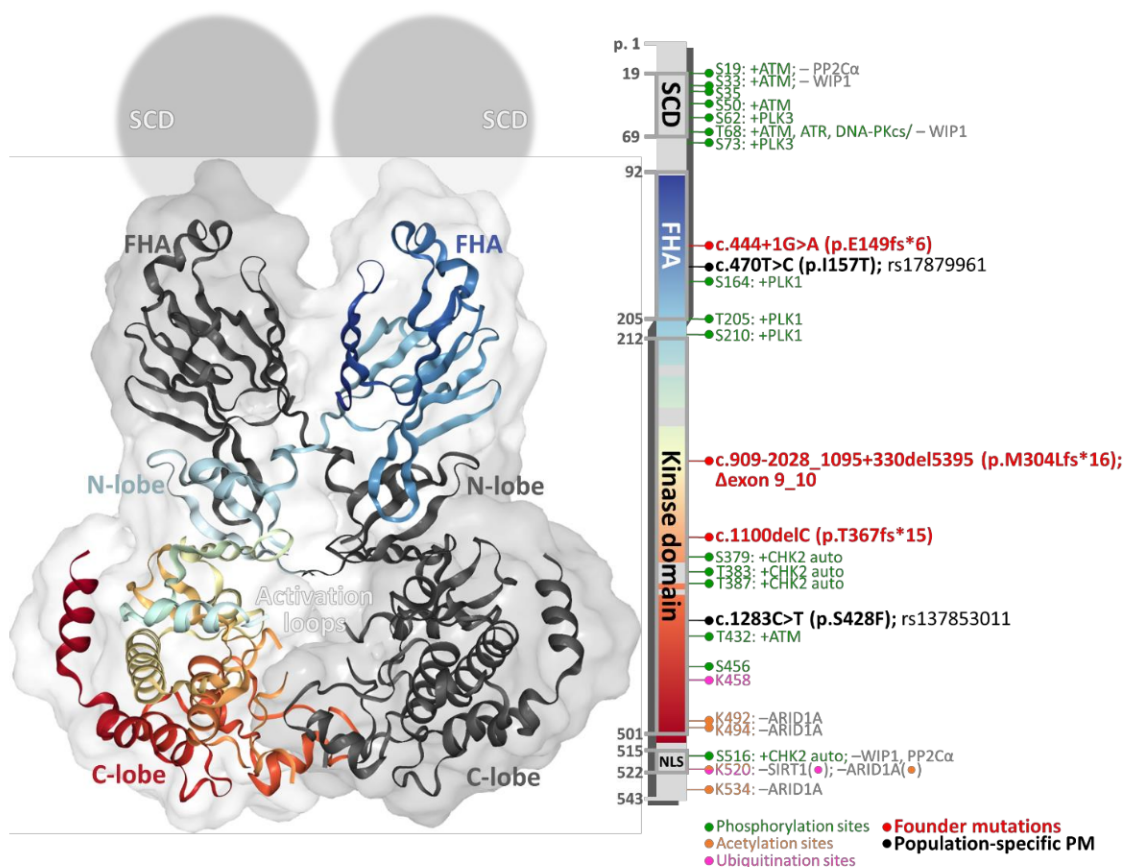 SCD
SCD
FHA
FHA
N-lobe
N-lobe
Activation
loops
C-lobe
C-lobe
p. 1
19
69
92
205
212
501
515
522
543
SCD
FHA
Kinase domain
NLS
S19: +ATM; – PP2Cα
S33: +ATM; – WIP1
S35
S50: +ATM
S62: +PLK3
T68: +ATM, ATR, DNA-PKcs/ – WIP1
S73: +PLK3
c.444+1G>A (p.E149fs*6)
c.470T>C (p.I157T); rs17879961
S164: +PLK1
T205: +PLK1
S210: +PLK1
c.909-2028_1095+330del5395 (p.M304Lfs*16);
Δexon 9_10
c.1100delC (p.T367fs*15)
S379: +CHK2 auto
T383: +CHK2 auto
T387: +CHK2 auto
c.1283C>T (p.S428F); rs137853011
T432: +ATM
S456
K458
K492: –ARID1A
K494: –ARID1A
S516: +CHK2 auto; –WIP1, PP2Cα
K520: –SIRT1(●); –ARID1A(●)
K534: –ARID1A
Phosphorylation sites
Founder mutations
Acetylation sites
Population-specific PM
Ubiquitination sites